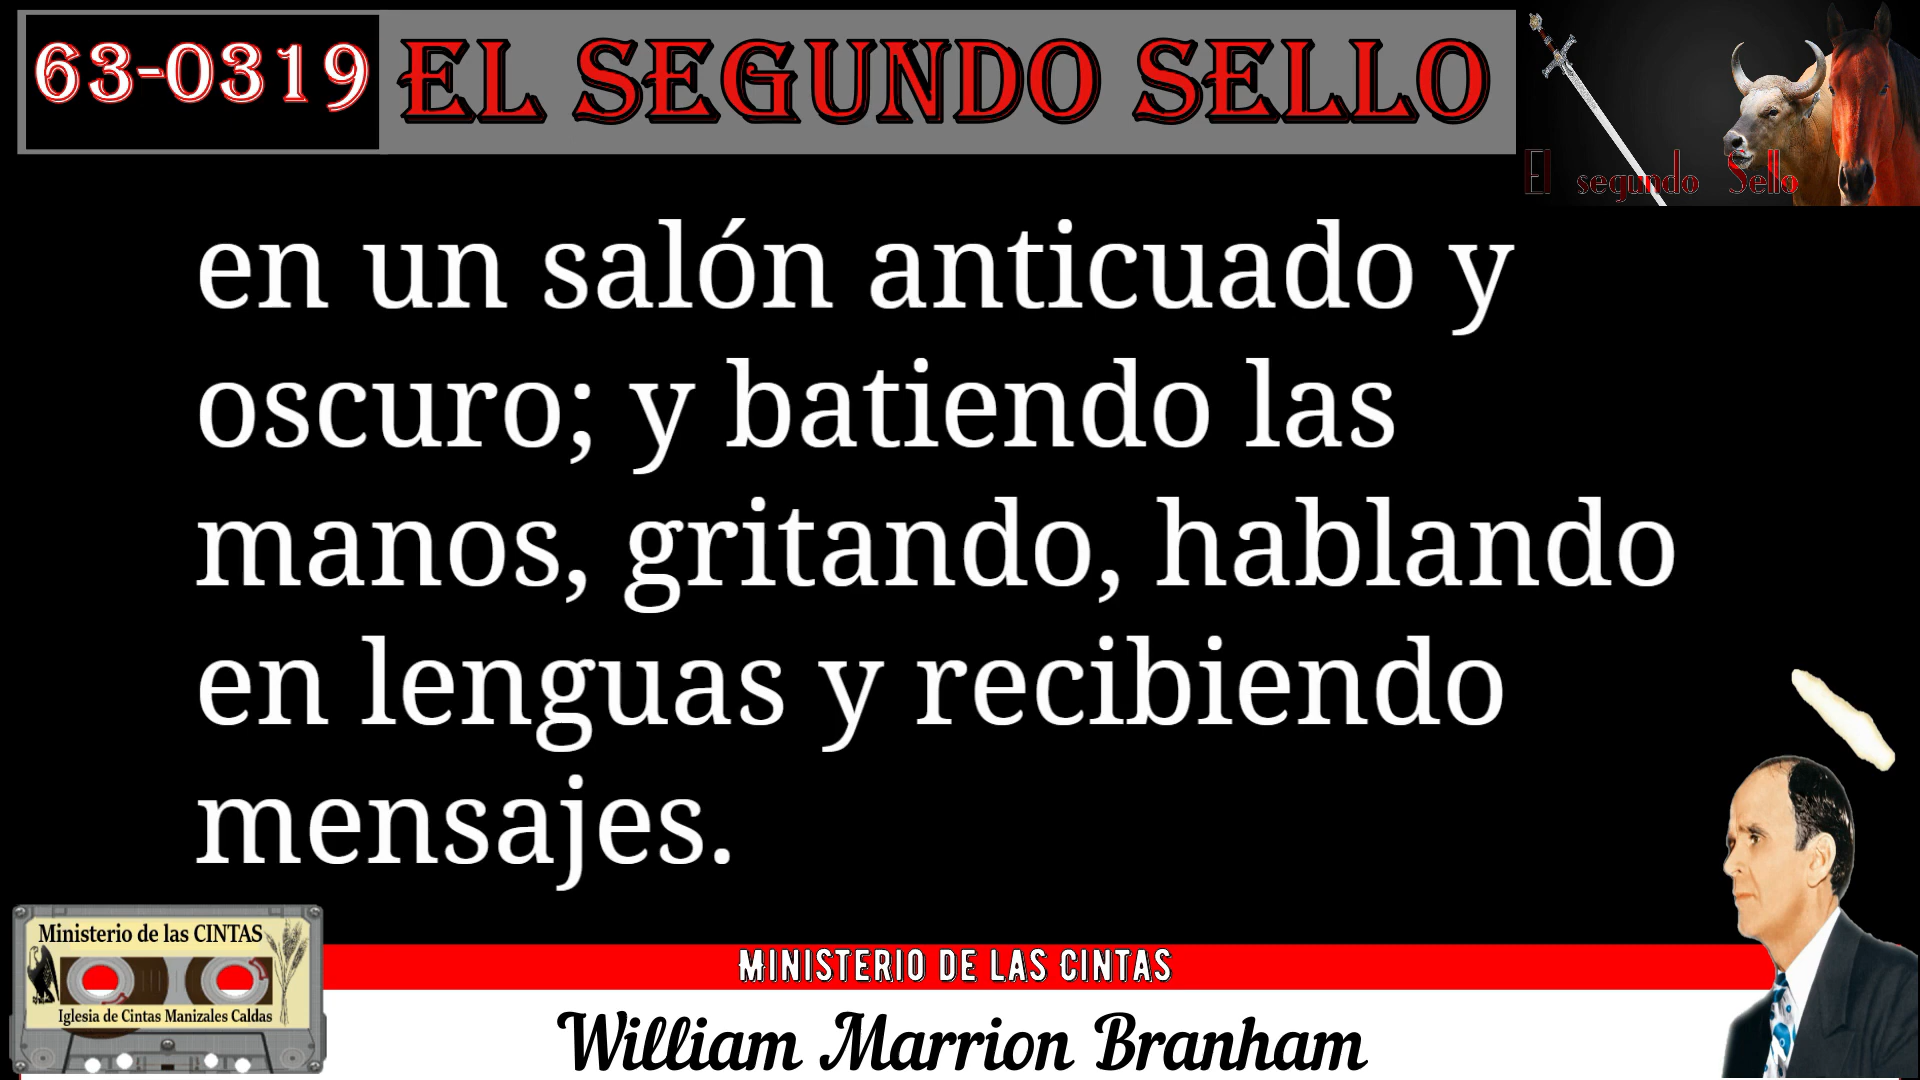 63-0319 EL SEGUNDO SELLO
El segundo Sello
en un salón anticuado y
oscuro; y batiendo las
manos, gritando, hablando
en lenguas y recibiendo
mensajes.
Ministerio de las CINTAS
Iglesia de Cintas Manizales Caldas
MINISTERIO DE LAS CINTAS
William Marrion Branham